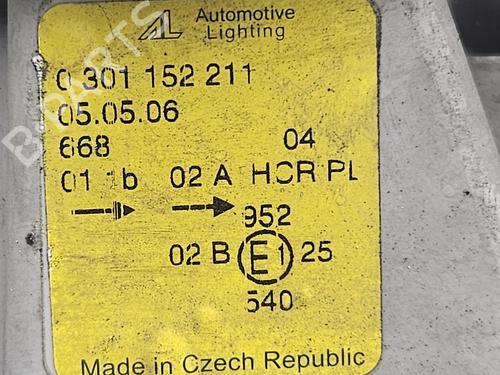 AL Automotive Lighting
0 301 152 211
05.05.06
668 04
01 1b 02 A HCR PL
952
02 B E1 25
540
Made in Czech Republic
B-PARTS